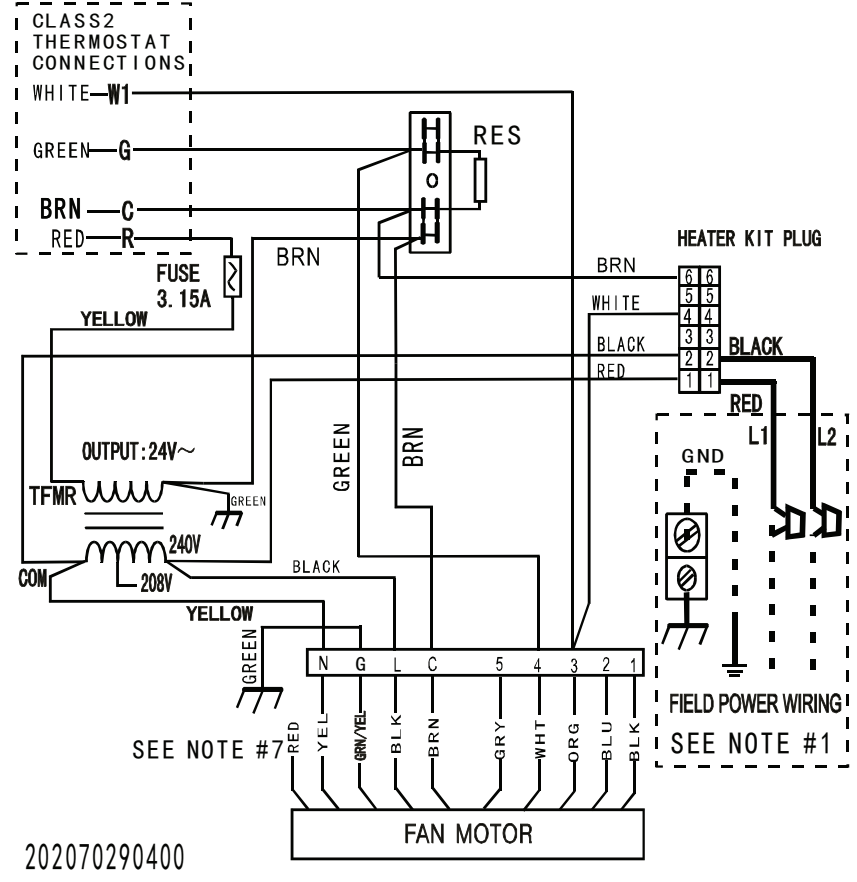 CLASS2
THERMOSTAT
CONNECTIONS
WHITE W1
GREEN G
BRN C
RED R
RES
FUSE
3.15A
BRN
YELLOW
HEATER KIT PLUG
BRN
WHITE
BLACK
RED
6 6
5 5
4 4
3 3
2 2
1 1
BLACK
RED
L1
L2
GND
OUTPUT:24V~
TFMR
GREEN
GREEN
BRN
240V
COM
208V
BLACK
YELLOW
GREEN
N G L C 5 4 3 2 1
FIELD POWER WIRING
SEE NOTE #1
SEE NOTE #7
RED
YEL
GRN/YEL
BLK
BRN
GRY
WHT
ORG
BLU
BLK
FAN MOTOR
202070290400